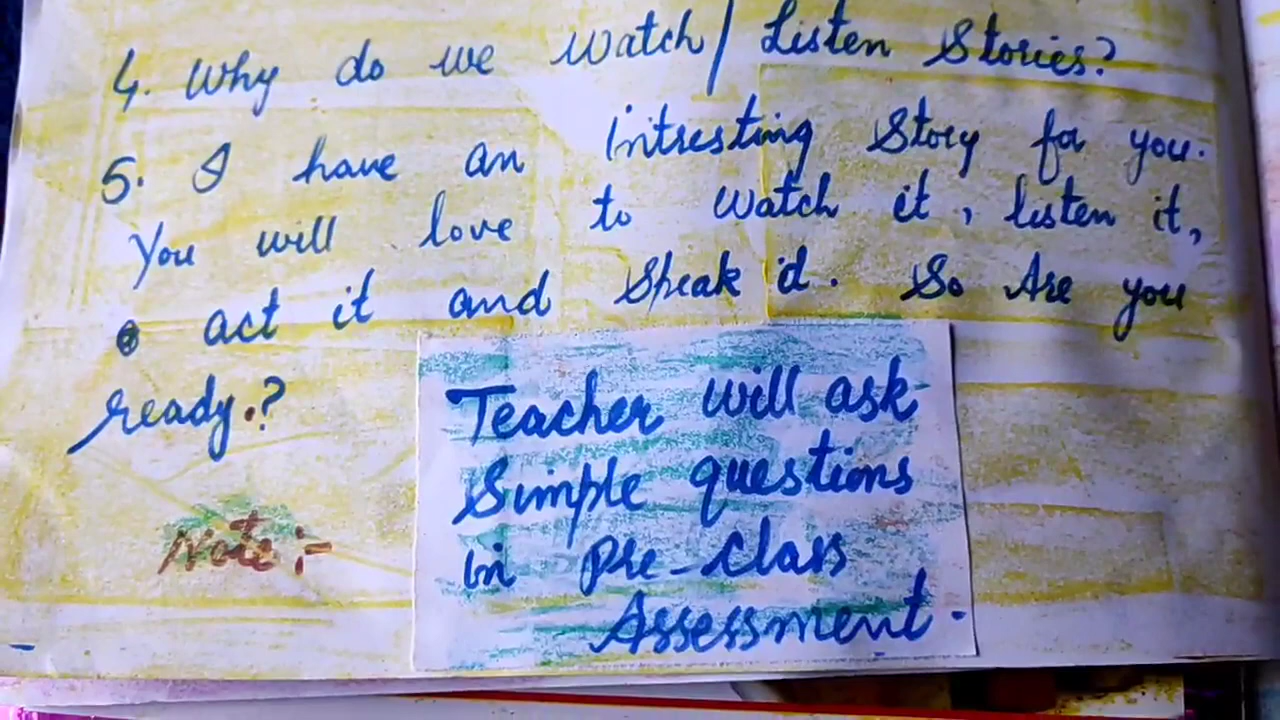 4. Why do we watch/ Listen Stories?
5. I have an intresting Story for you.
You will love to watch it, listen it,
act it and Speak it. So Are you
ready.?
Note:-
Teacher will ask
Simple questions
in Pre-Class
Assessment.